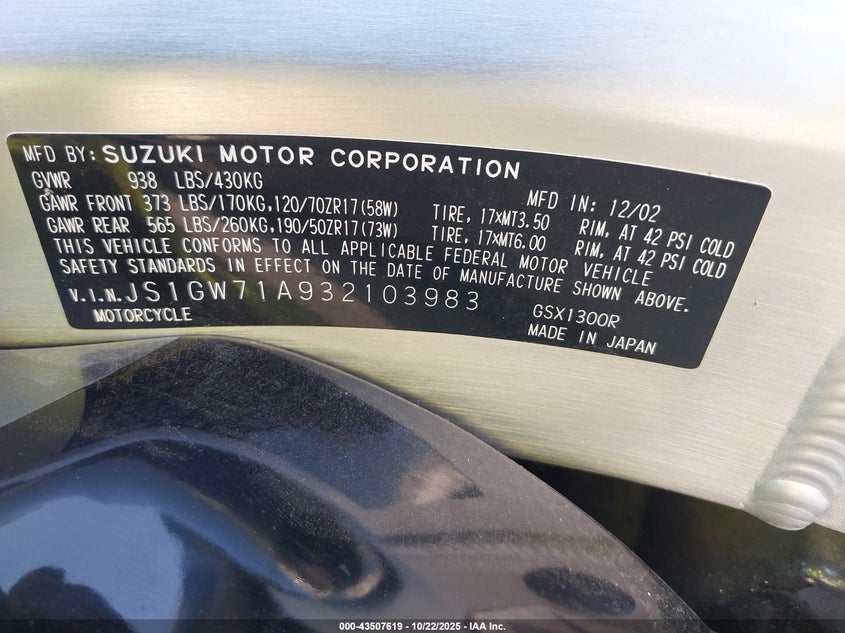 MFD BY: SUZUKI MOTOR CORPORATION
GVWR 938 LBS/430KG MFD IN: 12/02
GAWR FRONT 373 LBS/170KG,120/70ZR17(58W) TIRE, 17×MT3.50 RIM, AT 42 PSI COLD
GAWR REAR 565 LBS/260KG,190/50ZR17(73W) TIRE, 17×MT6.00 RIM, AT 42 PSI COLD
THIS VEHICLE CONFORMS TO ALL APPLICABLE FEDERAL MOTOR VEHICLE
SAFETY STANDARDS IN EFFECT ON THE DATE OF MANUFACTURE SHOWN ABOVE.
V.I.N.JS1GW71A932103983 GSX1300R
MOTORCYCLE MADE IN JAPAN
000-43507619 - 10/22/2025 - IAA Inc.